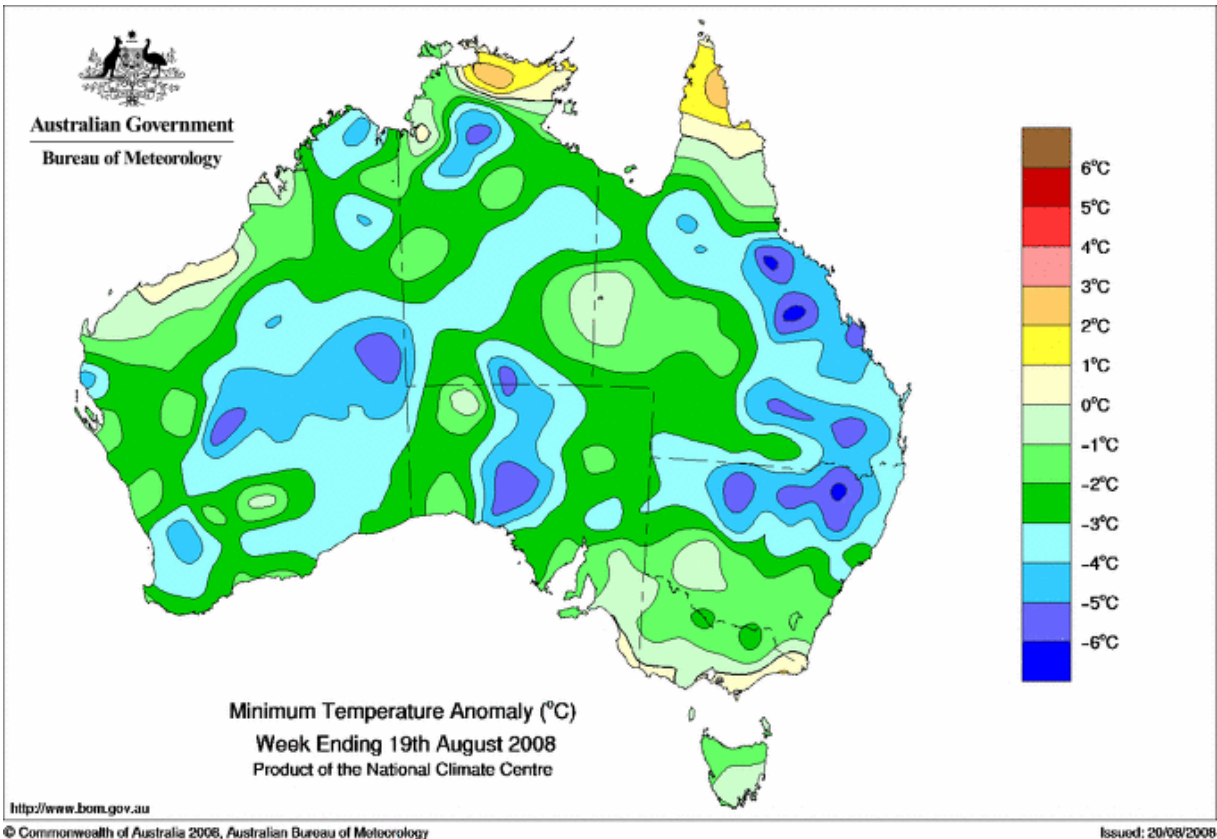 Australian Government
Bureau of Meteorology
6°C
5°C
4°C
3°C
2°C
1°C
0°C
-1°C
-2°C
-3°C
-4°C
-5°C
-6°C
Minimum Temperature Anomaly (°C)
Week Ending 19th August 2008
Product of the National Climate Centre
http://www.bom.gov.au
© Commonwealth of Australia 2008, Australian Bureau of Meteorology
Issued: 20/08/2008